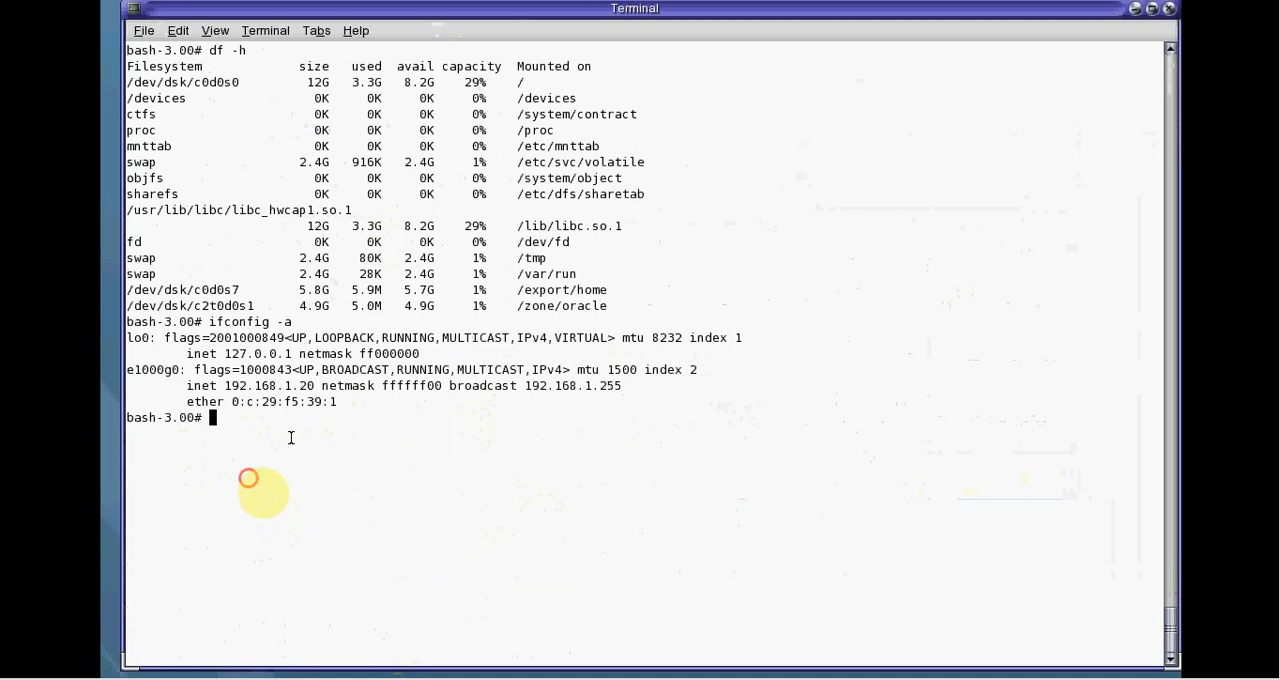 Terminal
File Edit View Terminal Tabs Help
bash-3.00# df -h
Filesystem size used avail capacity Mounted on
/dev/dsk/c0d0s0 12G 3.3G 8.2G 29% /
/devices 0K 0K 0K 0% /devices
ctfs 0K 0K 0K 0% /system/contract
proc 0K 0K 0K 0% /proc
mnttab 0K 0K 0K 0% /etc/mnttab
swap 2.4G 916K 2.4G 1% /etc/svc/volatile
objfs 0K 0K 0K 0% /system/object
sharefs 0K 0K 0K 0% /etc/dfs/sharetab
/usr/lib/libc/libc_hwcap1.so.1
12G 3.3G 8.2G 29% /lib/libc.so.1
fd 0K 0K 0K 0% /dev/fd
swap 2.4G 80K 2.4G 1% /tmp
swap 2.4G 28K 2.4G 1% /var/run
/dev/dsk/c0d0s7 5.8G 5.9M 5.7G 1% /export/home
/dev/dsk/c2t0d0s1 4.9G 5.0M 4.9G 1% /zone/oracle
bash-3.00# ifconfig -a
lo0: flags=2001000849<UP,LOOPBACK,RUNNING,MULTICAST,IPv4,VIRTUAL> mtu 8232 index 1
inet 127.0.0.1 netmask ff000000
e1000g0: flags=1000843<UP,BROADCAST,RUNNING,MULTICAST,IPv4> mtu 1500 index 2
inet 192.168.1.20 netmask ffffff00 broadcast 192.168.1.255
ether 0:c:29:f5:39:1
bash-3.00#